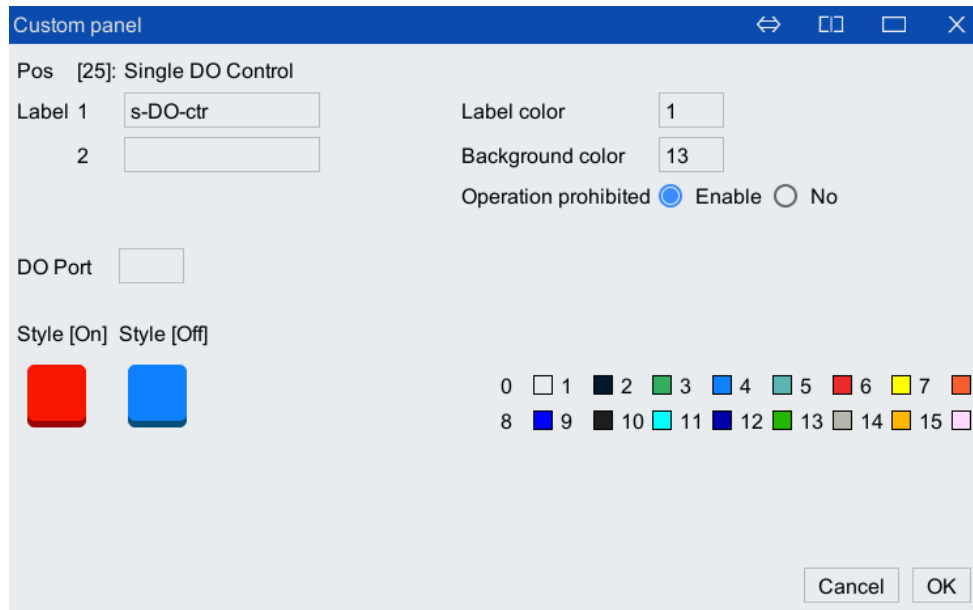 Custom panel
Pos [25]: Single DO Control
Label 1 s-DO-ctr Label color 1
2 Background color 13
Operation prohibited Enable No
DO Port
Style [On] Style [Off]
0 1 2 3 4 5 6 7
8 9 10 11 12 13 14 15
Cancel OK